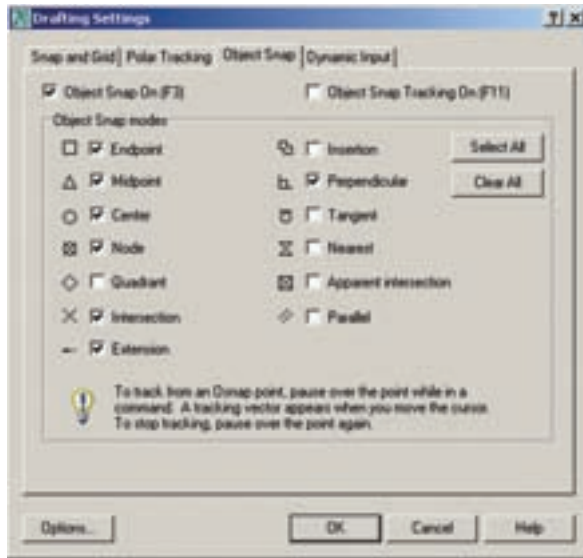 Drafting Settings
Snap and Grid
Polar Tracking
Object Snap
Dynamic Input
Object Snap On (F3)
Object Snap Tracking On (F11)
Object Snap modes
Endpoint
Midpoint
Center
Node
Quadrant
Intersection
Extension
Insertion
Perpendicular
Tangent
Nearest
Apparent intersection
Parallel
Select All
Clear All
To track from an Osnap point, pause over the point while in a
command. A tracking vector appears when you move the cursor.
To stop tracking, pause over the point again.
Options...
OK
Cancel
Help